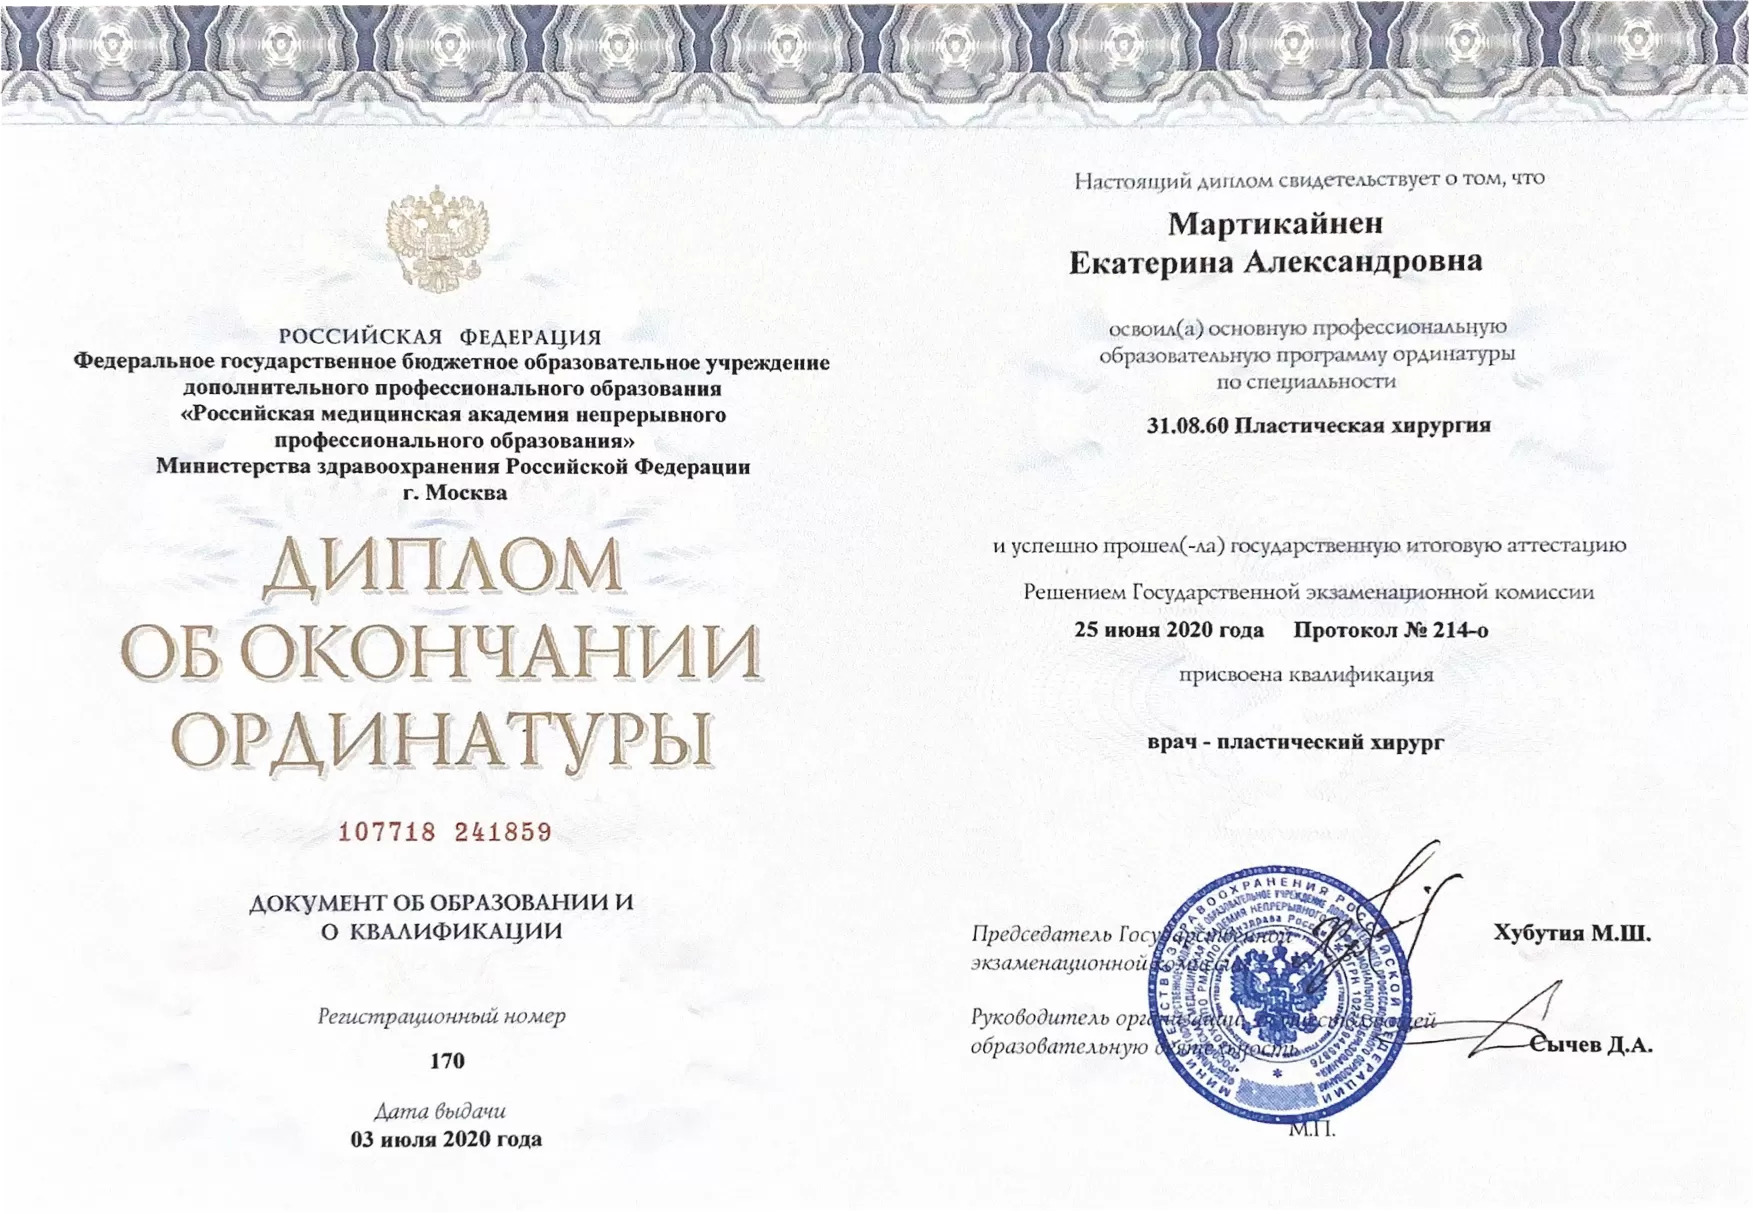 РОССИЙСКАЯ ФЕДЕРАЦИЯ
Федеральное государственное бюджетное образовательное учреждение
дополнительного профессионального образования
«Российская медицинская академия непрерывного
профессионального образования»
Министерства здравоохранения Российской Федерации
г. Москва
ДИПЛОМ
ОБ ОКОНЧАНИИ
ОРДИНАТУРЫ
107718 241859
ДОКУМЕНТ ОБ ОБРАЗОВАНИИ И
О КВАЛИФИКАЦИИ
Регистрационный номер
170
Дата выдачи
03 июля 2020 года
Настоящий диплом свидетельствует о том, что
Мартикайнен
Екатерина Александровна
освоил(а) основную профессиональную
образовательную программу ординатуры
по специальности
31.08.60 Пластическая хирургия
и успешно прошел(-ла) государственную итоговую аттестацию
Решением Государственной экзаменационной комиссии
25 июня 2020 года Протокол № 214-о
присвоена квалификация
врач - пластический хирург
Председатель Государственной
экзаменационной комиссии
Хубутия М.Ш.
Руководитель организации, осуществляющей
образовательную деятельность
Сычев Д.А.
М.П.
МИНИСТЕРСТВО ЗДРАВООХРАНЕНИЯ РОССИЙСКОЙ ФЕДЕРАЦИИ